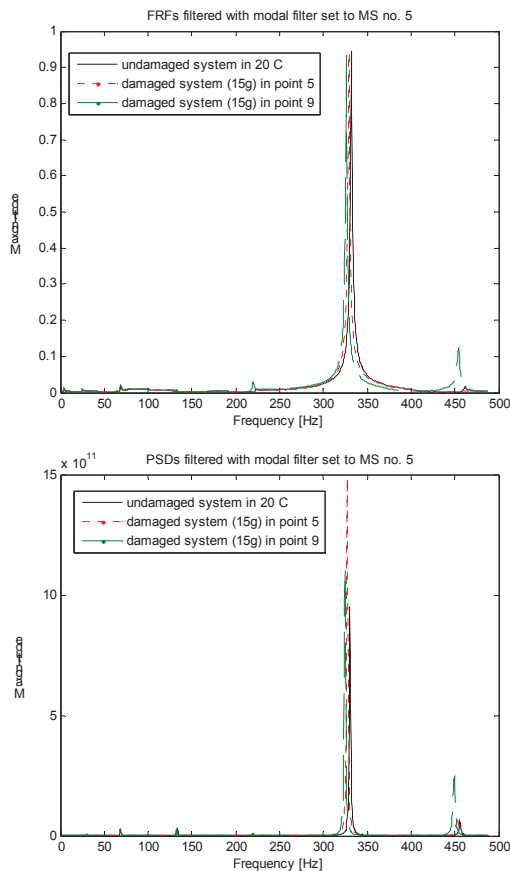 FRFs filtered with modal filter set to MS no. 5
1
0.9
0.8
0.7
0.6
0.5
0.4
0.3
0.2
0.1
0
undamaged system in 20 C
damaged system (15g) in point 5
damaged system (15g) in point 9
Magnitude
0 50 100 150 200 250 300 350 400 450 500
Frequency [Hz]
x 10^11
PSDs filtered with modal filter set to MS no. 5
15
10
5
0
undamaged system in 20 C
damaged system (15g) in point 5
damaged system (15g) in point 9
Magnitude
0 50 100 150 200 250 300 350 400 450 500
Frequency [Hz]